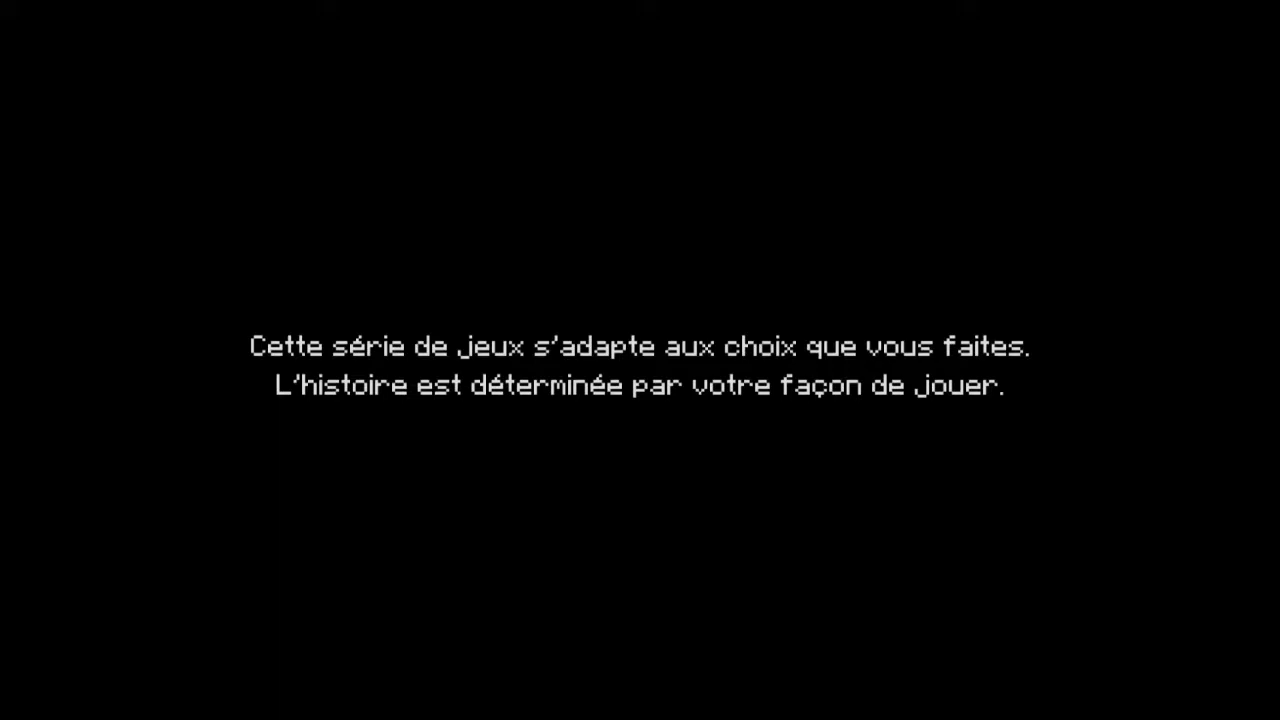 Cette série de jeux s'adapte aux choix que vous faites.
L'histoire est déterminée par votre façon de jouer.